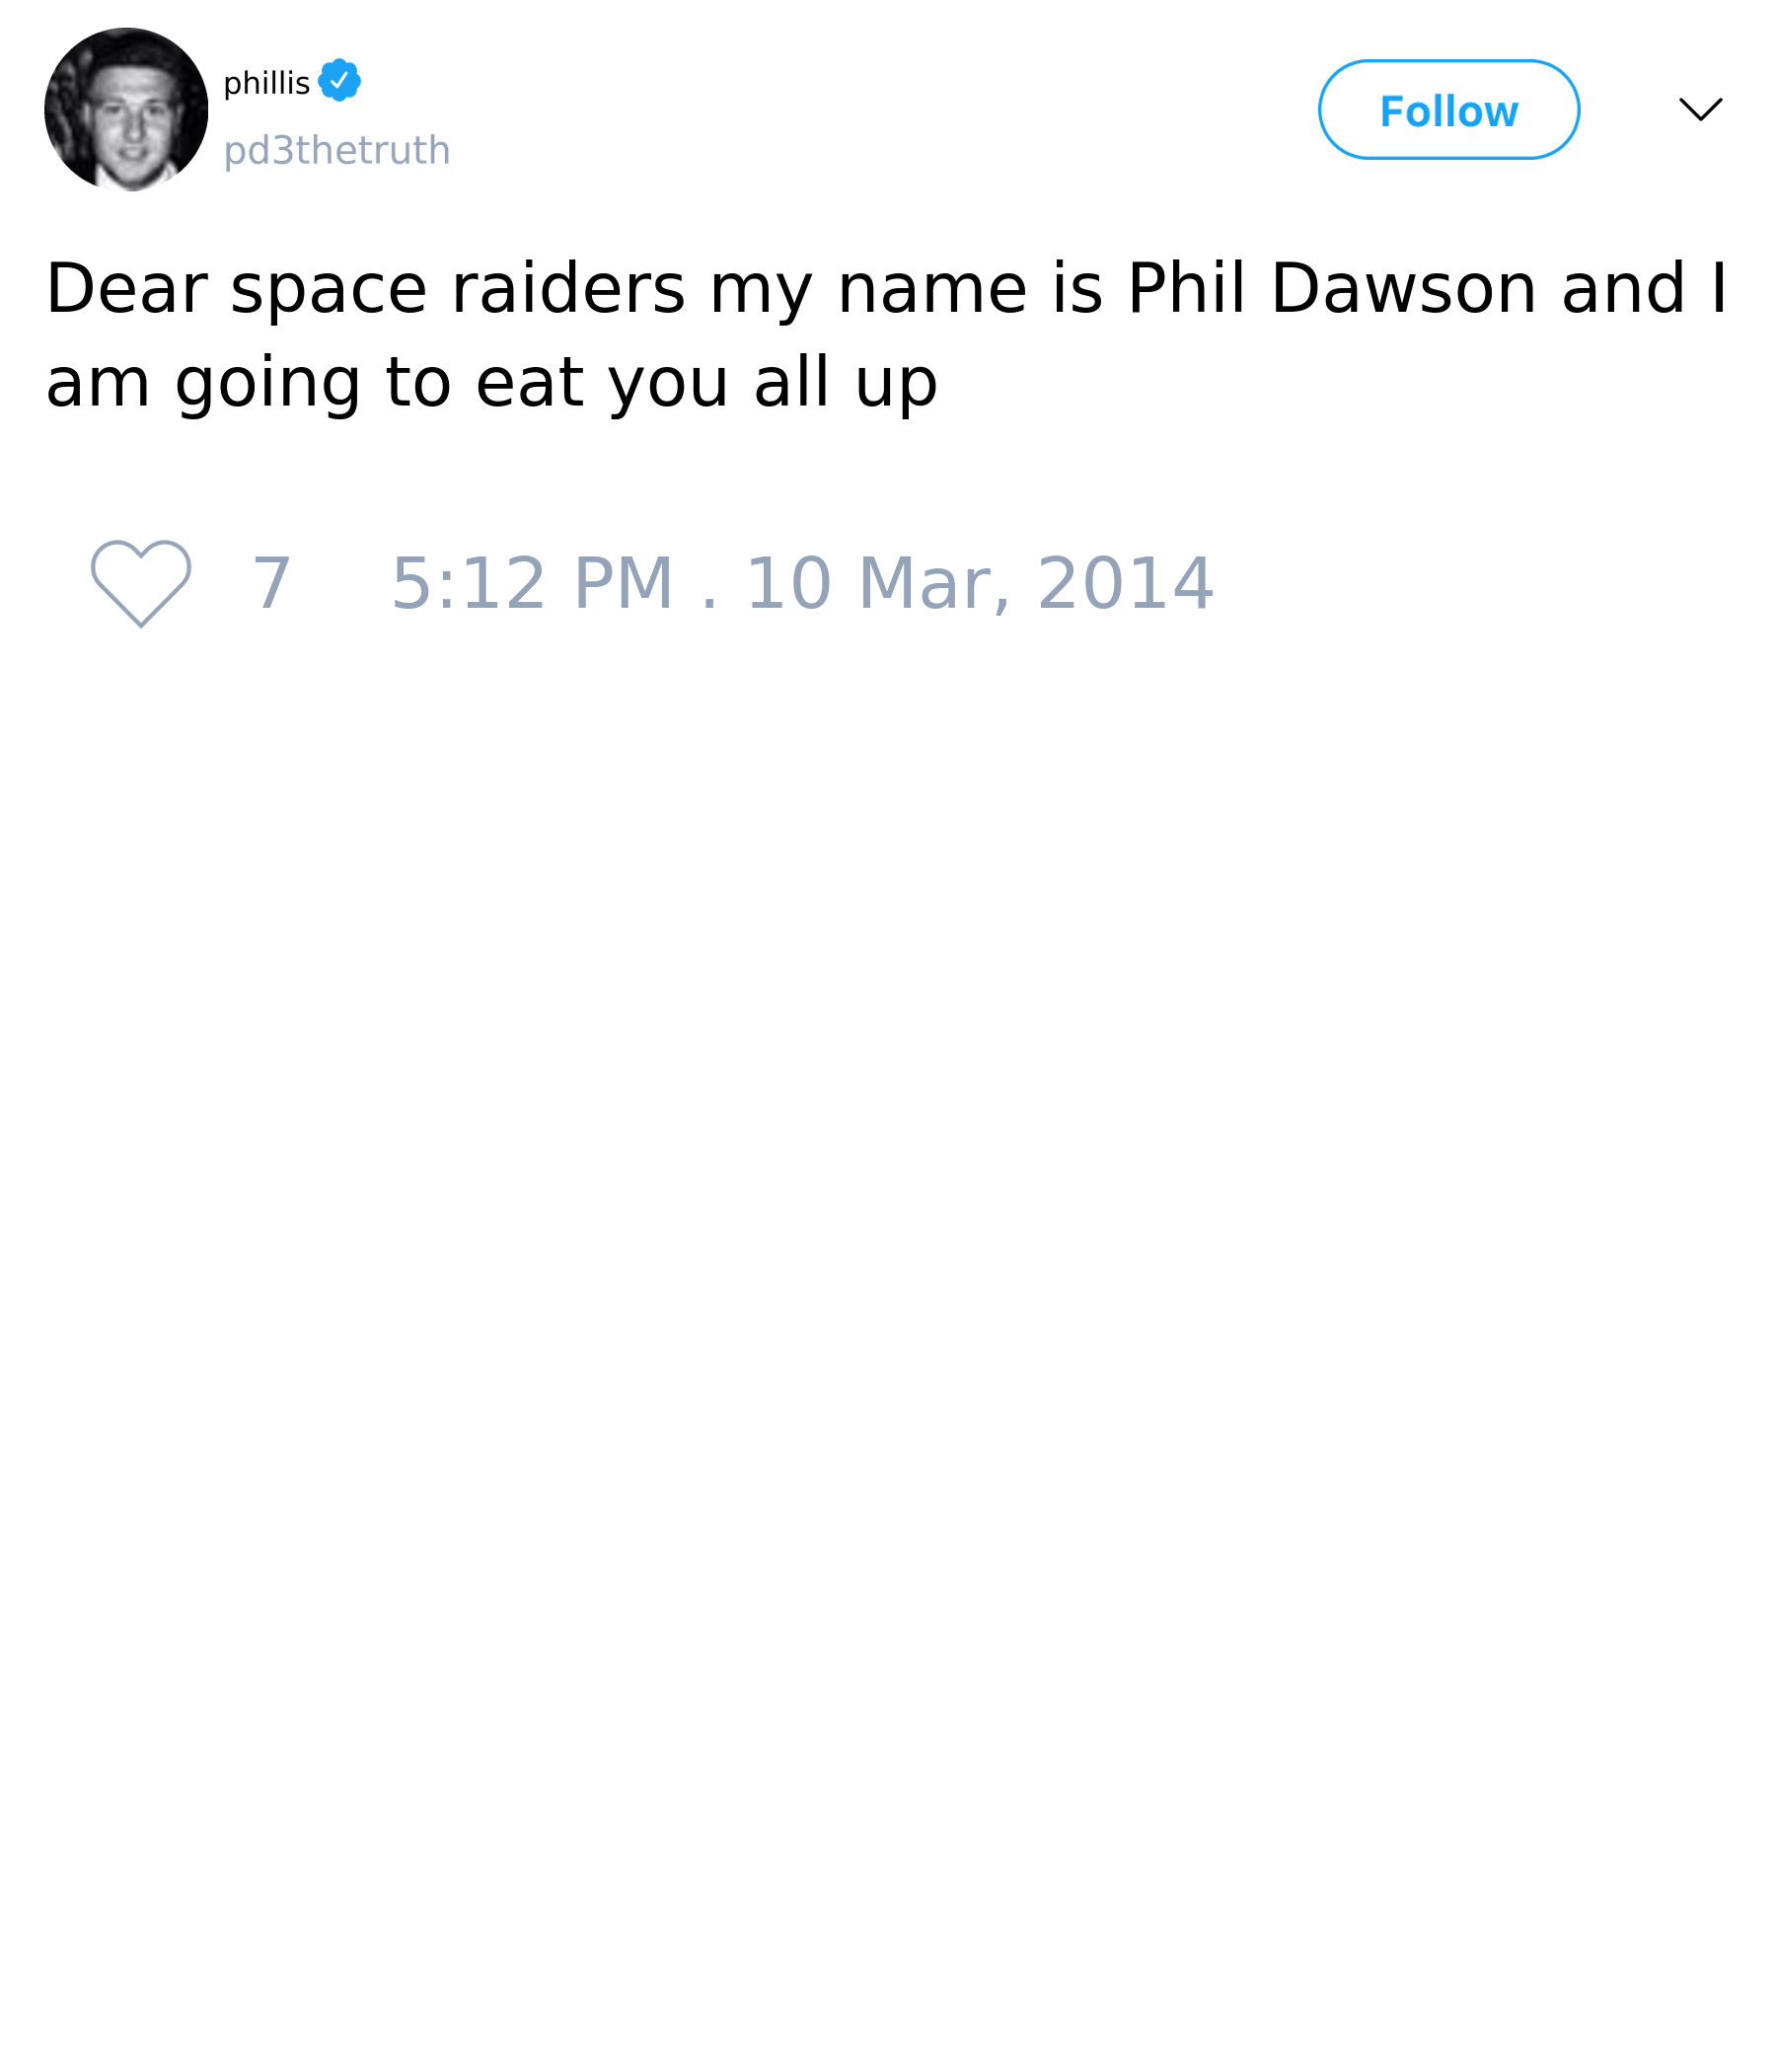 phillis
pd3thetruth
Follow
Dear space raiders my name is Phil Dawson and I
am going to eat you all up
7 5:12 PM . 10 Mar, 2014